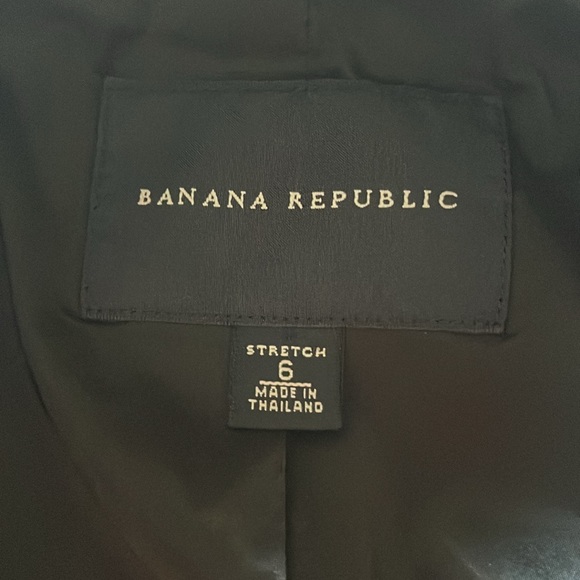 BANANA REPUBLIC
STRETCH
6
MADE IN
THAILAND